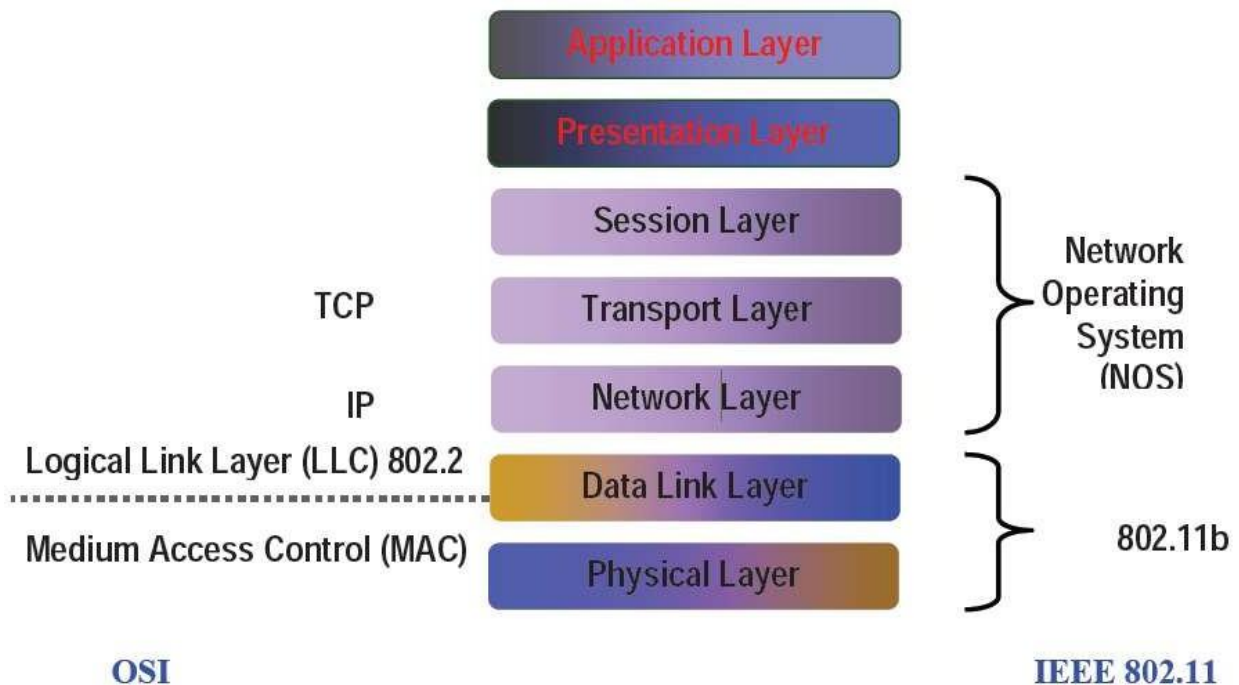 Application Layer
Presentation Layer
Session Layer
TCP
Transport Layer
IP
Network Layer
Network
Operating
System
(NOS)
Logical Link Layer (LLC) 802.2
Data Link Layer
Medium Access Control (MAC)
Physical Layer
802.11b
OSI
IEEE 802.11